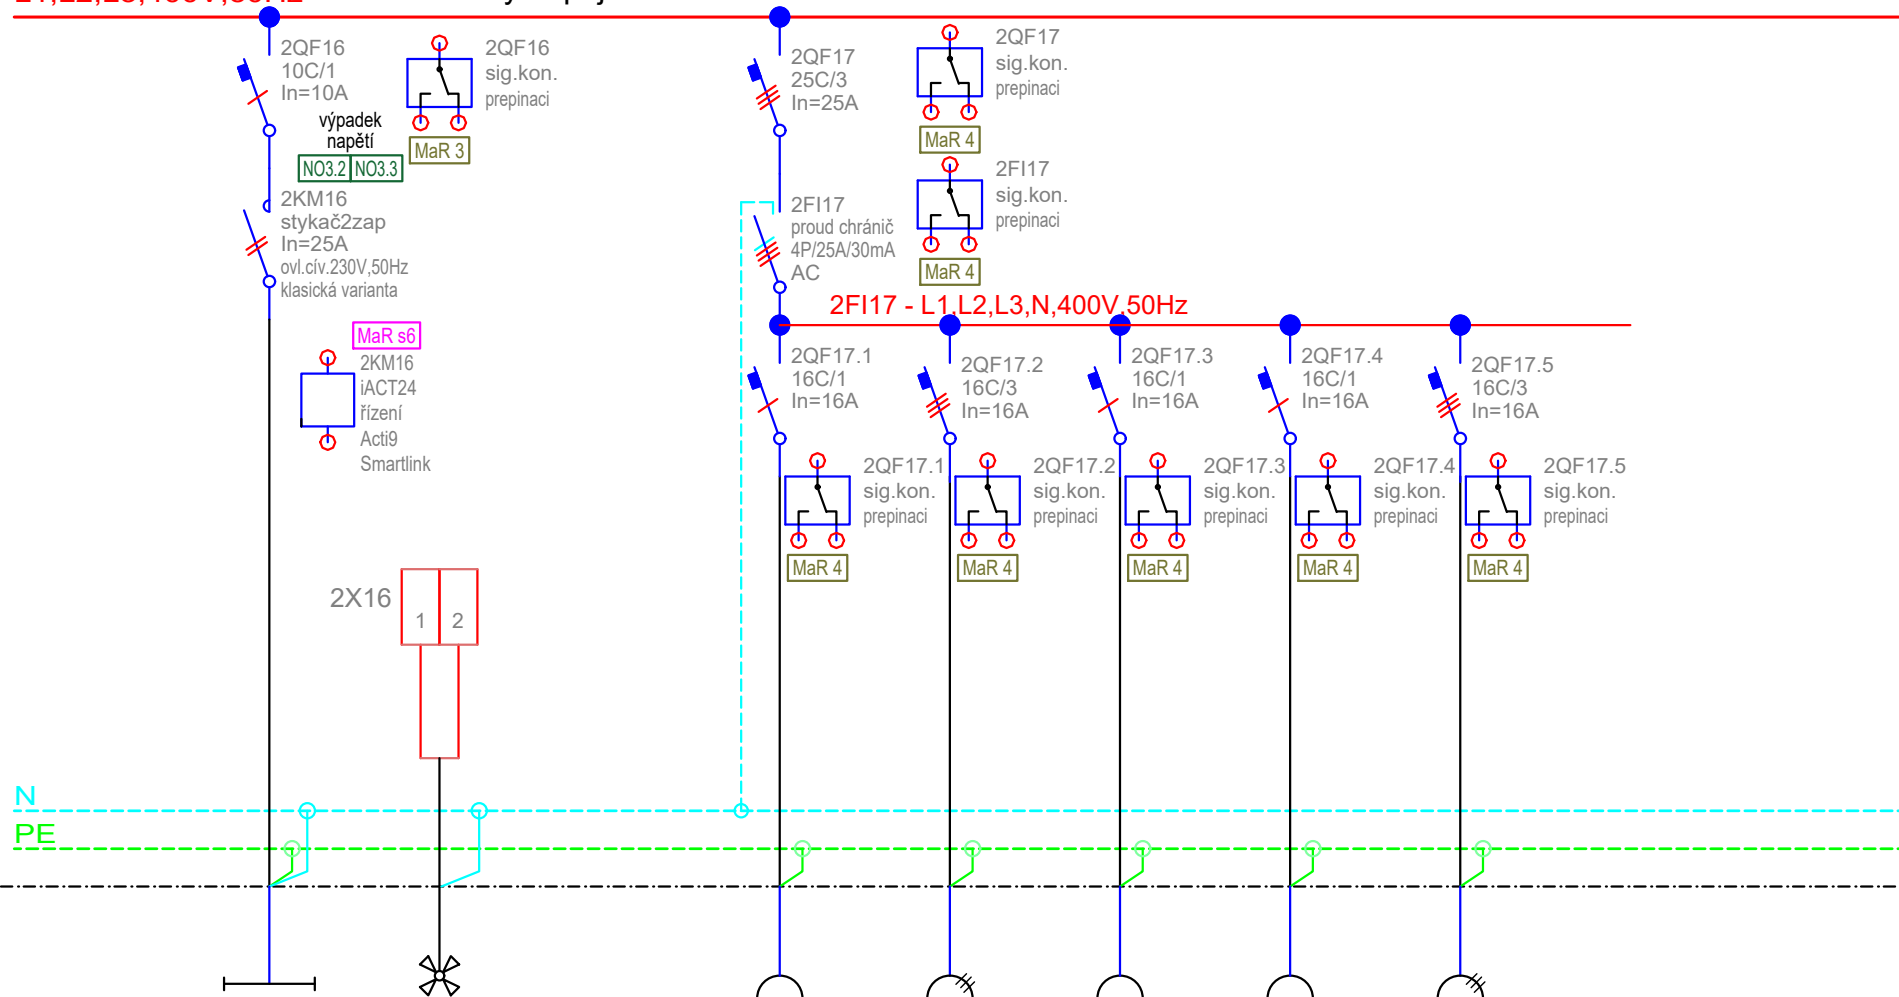 2QF16
10C/1
In=10A
2QF16
sig.kon.
prepinaci
výpadek
napětí
MaR 3
NO3.2 NO3.3
2KM16
stykač2zap
In=25A
ovl.cív.230V,50Hz
klasická varianta
MaR s6
2KM16
iACT24
řízení
Acti9
Smartlink
2X16
1 2
2QF17
25C/3
In=25A
2QF17
sig.kon.
prepinaci
MaR 4
2FI17
proud chránič
4P/25A/30mA
AC
2FI17
sig.kon.
prepinaci
MaR 4
2FI17 - L1,L2,L3,N,400V,50Hz
2QF17.1
16C/1
In=16A
2QF17.2
16C/3
In=16A
2QF17.3
16C/1
In=16A
2QF17.4
16C/1
In=16A
2QF17.5
16C/3
In=16A
2QF17.1
sig.kon.
prepinaci
MaR 4
2QF17.2
sig.kon.
prepinaci
MaR 4
2QF17.3
sig.kon.
prepinaci
MaR 4
2QF17.4
sig.kon.
prepinaci
MaR 4
2QF17.5
sig.kon.
prepinaci
MaR 4
N
PE